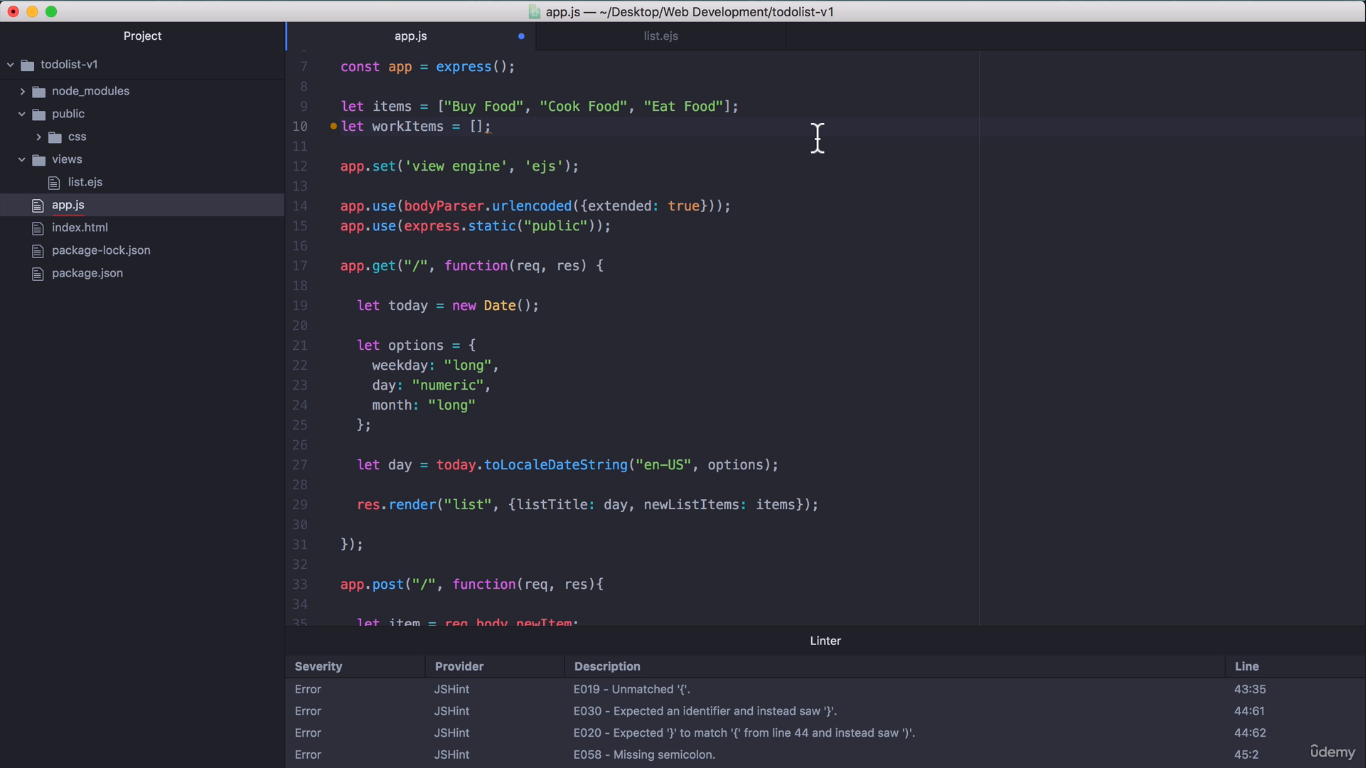 app.js — ~/Desktop/Web Development/todolist-v1
Project
app.js
list.ejs
todolist-v1
node_modules
public
css
views
list.ejs
app.js
index.html
package-lock.json
package.json
7 const app = express();
8
9 let items = ["Buy Food", "Cook Food", "Eat Food"];
10 let workItems = [];
11
12 app.set('view engine', 'ejs');
13
14 app.use(bodyParser.urlencoded({extended: true}));
15 app.use(express.static("public"));
16
17 app.get("/", function(req, res) {
18
19 let today = new Date();
20
21 let options = {
22 weekday: "long",
23 day: "numeric",
24 month: "long"
25 };
26
27 let day = today.toLocaleDateString("en-US", options);
28
29 res.render("list", {listTitle: day, newListItems: items});
30
31 });
32
33 app.post("/", function(req, res){
34
35 let item = req.body.newItem;
Linter
Severity Provider Description Line
Error JSHint E019 - Unmatched '{'. 43:35
Error JSHint E030 - Expected an identifier and instead saw '}'. 44:61
Error JSHint E020 - Expected '}' to match '{' from line 44 and instead saw ')'. 44:62
Error JSHint E058 - Missing semicolon. 45:2
ûdemy